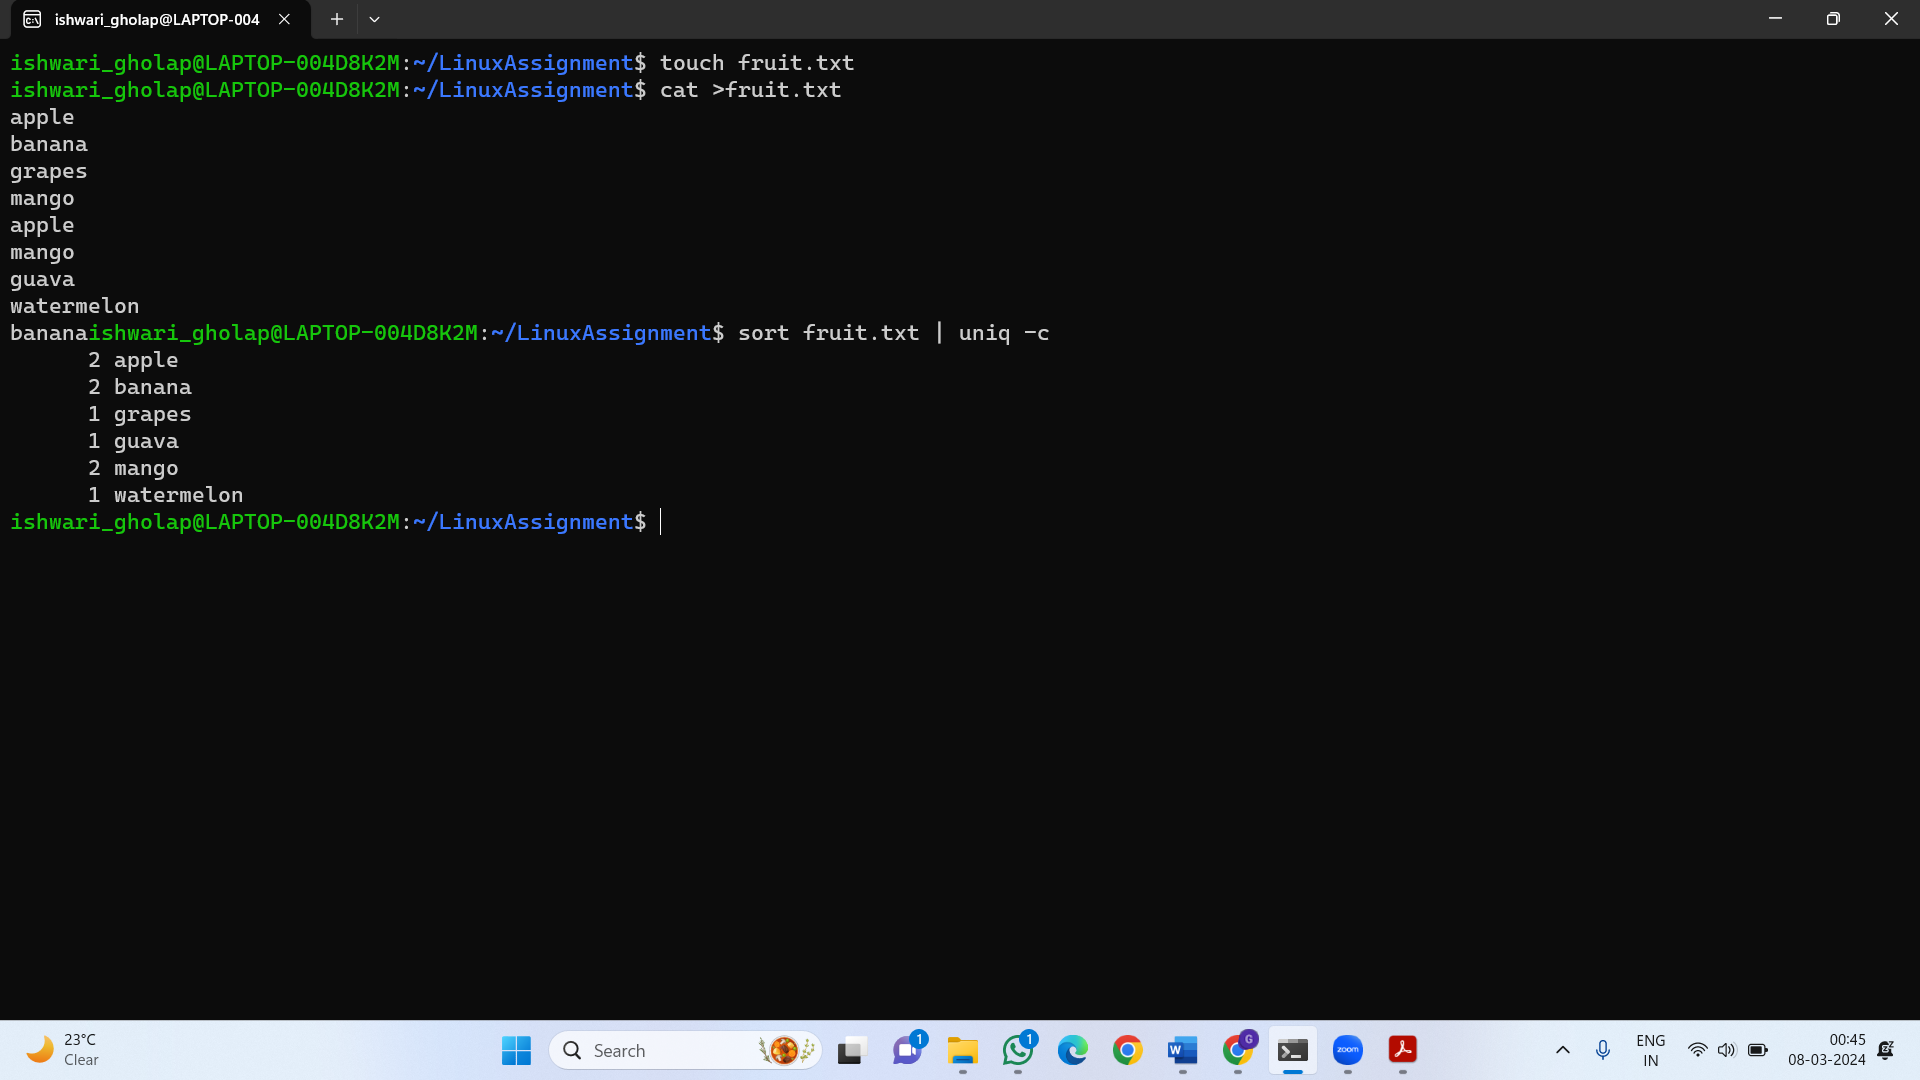 ishwari_gholap@LAPTOP-004
ishwari_gholap@LAPTOP-004D8K2M:~/LinuxAssignment$ touch fruit.txt
ishwari_gholap@LAPTOP-004D8K2M:~/LinuxAssignment$ cat >fruit.txt
apple
banana
grapes
mango
apple
mango
guava
watermelon
bananaishwari_gholap@LAPTOP-004D8K2M:~/LinuxAssignment$ sort fruit.txt | uniq -c
      2 apple
      2 banana
      1 grapes
      1 guava
      2 mango
      1 watermelon
ishwari_gholap@LAPTOP-004D8K2M:~/LinuxAssignment$
23°C
Clear
Search
1
1
W
G
zoom
ENG
IN
00:45
08-03-2024